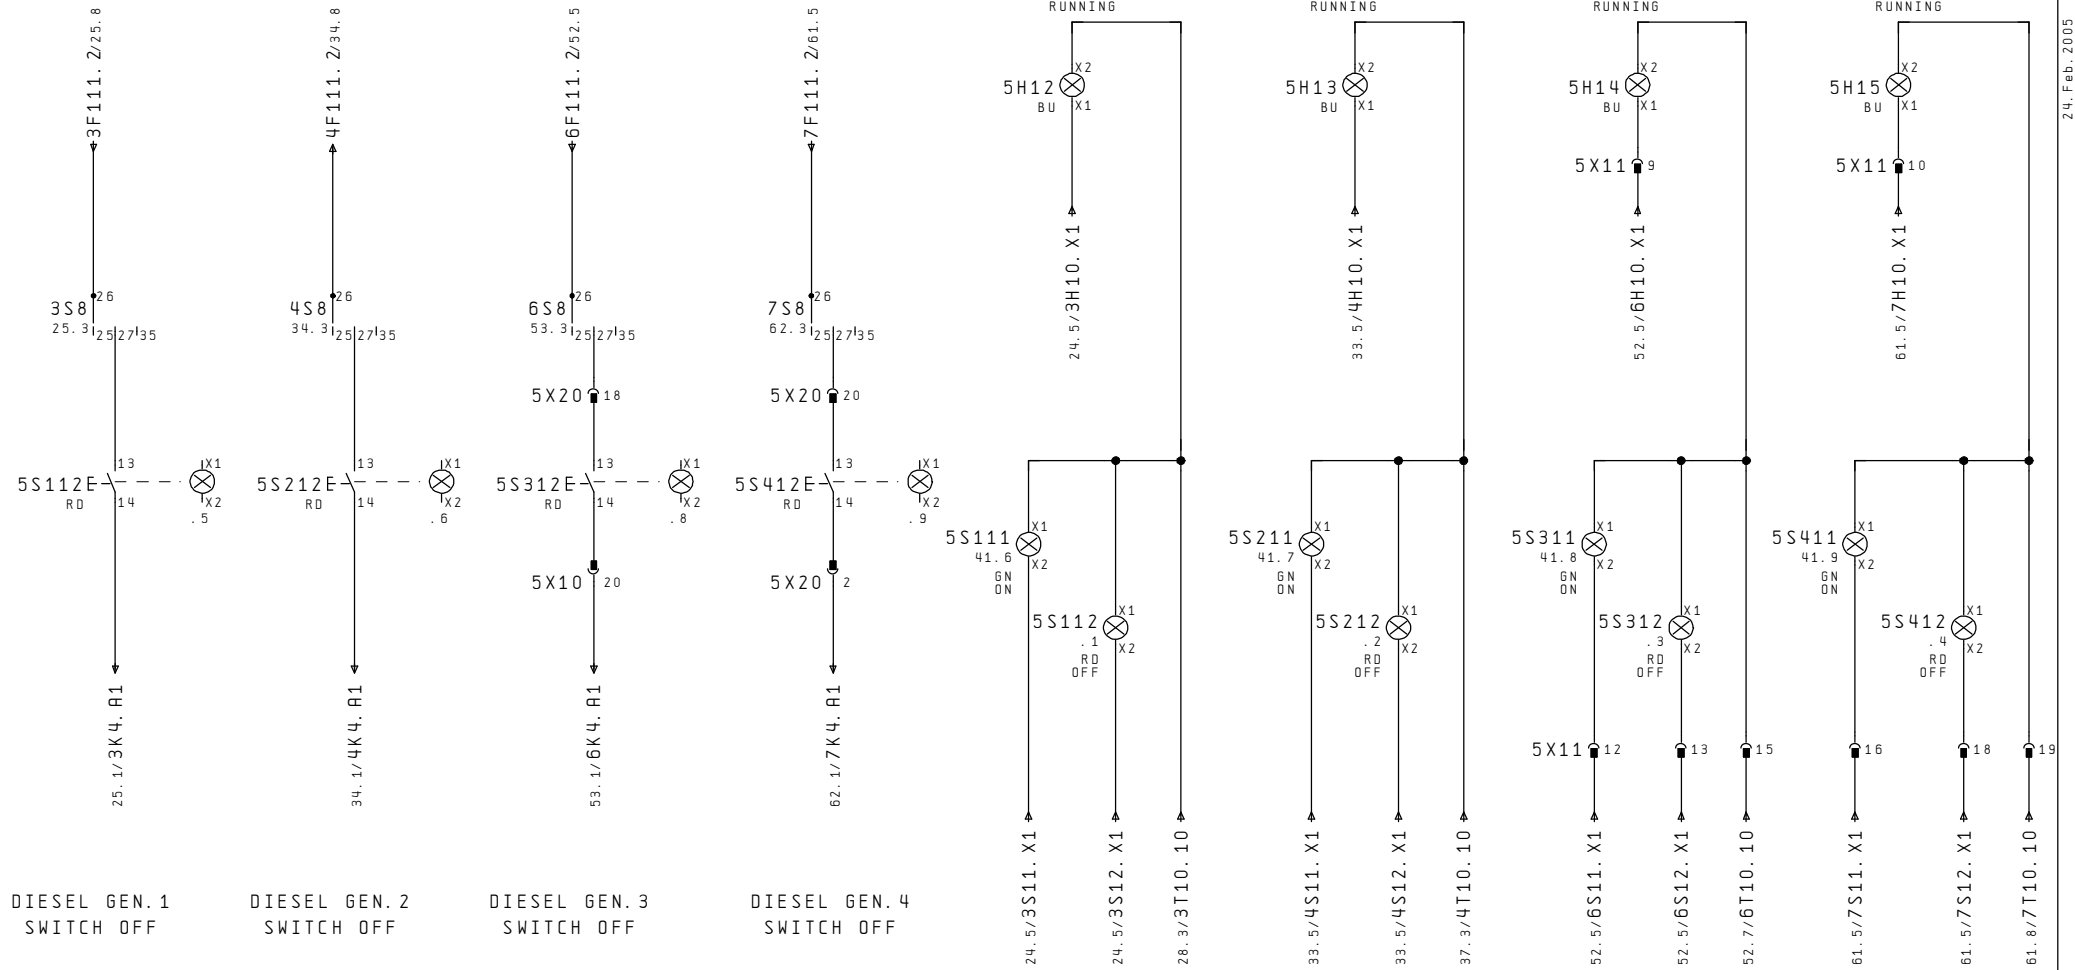 RUNNING
RUNNING
RUNNING
RUNNING
3F111.2/25.8
4F111.2/34.8
6F111.2/52.5
7F111.2/61.5
24.Feb.2005
5H12
BU
X2
X1
5H13
BU
X2
X1
5H14
BU
X2
X1
5H15
BU
X2
X1
5X11
9
5X11
10
24.5/3H10.X1
33.5/4H10.X1
52.5/6H10.X1
61.5/7H10.X1
3S8
25.3
26
25 27 35
4S8
34.3
26
25 27 35
6S8
53.3
26
25 27 35
7S8
62.3
26
25 27 35
5X20
18
5X20
20
5S112
RD
13
14
X1
X2
.5
5S212
RD
13
14
X1
X2
.6
5S312
RD
13
14
X1
X2
.8
5S412
RD
13
14
X1
X2
.9
5X10
20
5X20
2
5S111
41.6
GN
ON
X1
X2
5S112
.1
RD
OFF
X1
X2
5S211
41.7
GN
ON
X1
X2
5S212
.2
RD
OFF
X1
X2
5S311
41.8
GN
ON
X1
X2
5S312
.3
RD
OFF
X1
X2
5S411
41.9
GN
ON
X1
X2
5S412
.4
RD
OFF
X1
X2
5X11
12
13
15
16
18
19
25.1/3K4.A1
34.1/4K4.A1
53.1/6K4.A1
62.1/7K4.A1
24.5/3S11.X1
24.5/3S12.X1
28.3/3T10.10
33.5/4S11.X1
33.5/4S12.X1
37.3/4T10.10
52.5/6S11.X1
52.5/6S12.X1
52.7/6T10.10
61.5/7S11.X1
61.5/7S12.X1
61.8/7T10.10
DIESEL GEN.1
SWITCH OFF
DIESEL GEN.2
SWITCH OFF
DIESEL GEN.3
SWITCH OFF
DIESEL GEN.4
SWITCH OFF